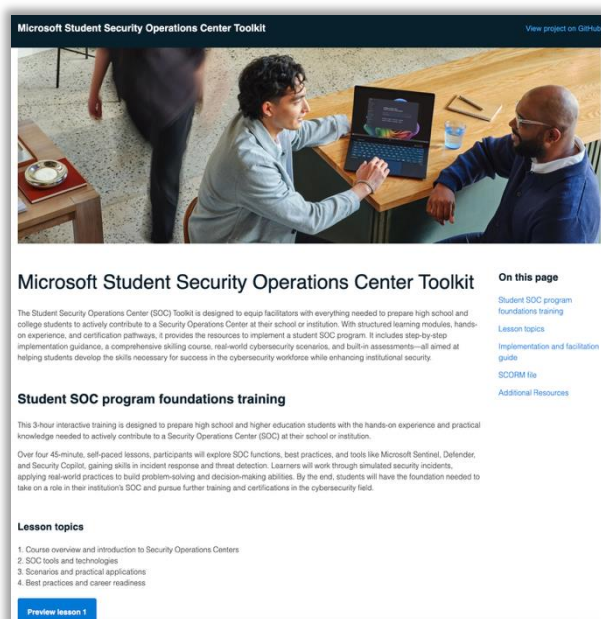 Microsoft Student Security Operations Center Toolkit
View project on GitHub
Microsoft Student Security Operations Center Toolkit
The Student Security Operations Center (SOC) Toolkit is designed to equip facilitators with everything needed to prepare high school and
college students to actively contribute to a Security Operations Center at their school or institution. With structured learning modules, hands-
on experience, and certification pathways, it provides the resources to implement a student SOC program. It includes step-by-step
implementation guidance, a comprehensive skilling course, real-world cybersecurity scenarios, and built-in assessments—all aimed at
helping students develop the skills necessary for success in the cybersecurity workforce while enhancing institutional security.
Student SOC program foundations training
This 3-hour interactive training is designed to prepare high school and higher education students with the hands-on experience and practical
knowledge needed to actively contribute to a Security Operations Center (SOC) at their school or institution.
Over four 45-minute, self-paced lessons, participants will explore SOC functions, best practices, and tools like Microsoft Sentinel, Defender,
and Security Copilot, gaining skills in incident response and threat detection. Learners will work through simulated security incidents,
applying real-world practices to build problem-solving and decision-making abilities. By the end, students will have the foundation needed to
take on a role in their institution's SOC and pursue further training and certifications in the cybersecurity field.
Lesson topics
1. Course overview and introduction to Security Operations Centers
2. SOC tools and technologies
3. Scenarios and practical applications
4. Best practices and career readiness
Preview lesson 1
On this page
Student SOC program
foundations training
Lesson topics
Implementation and facilitation
guide
SCORM file
Additional Resources